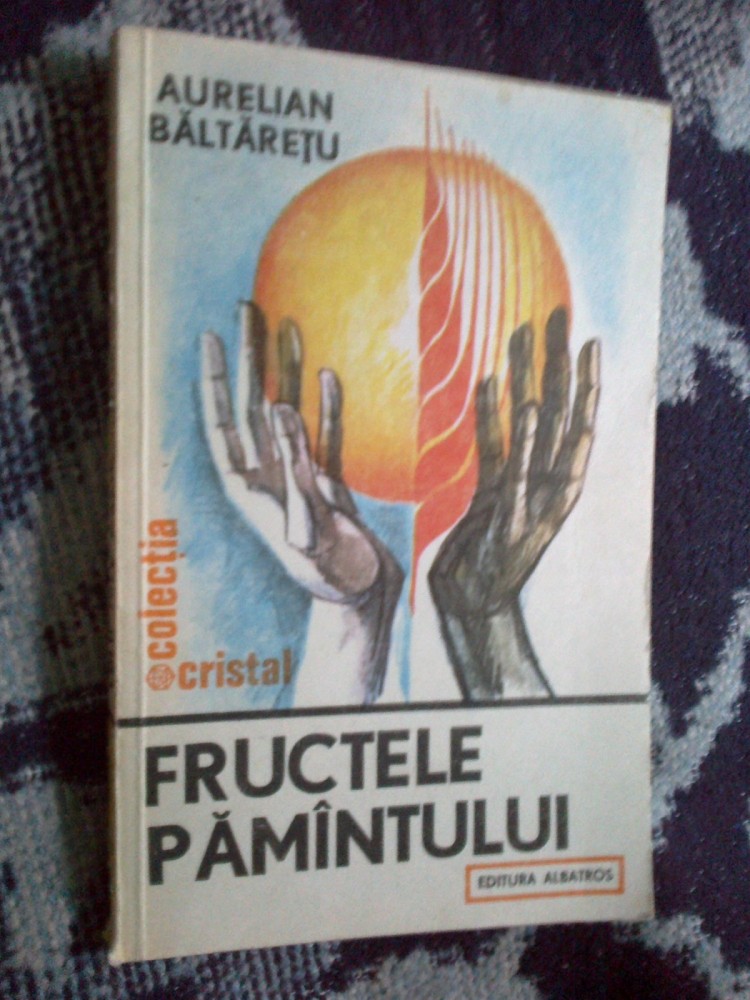 AURELIAN
BĂLTĂREȚU
colecția
cristal
FRUCTELE
PĂMÎNTULUI
EDITURA ALBATROS